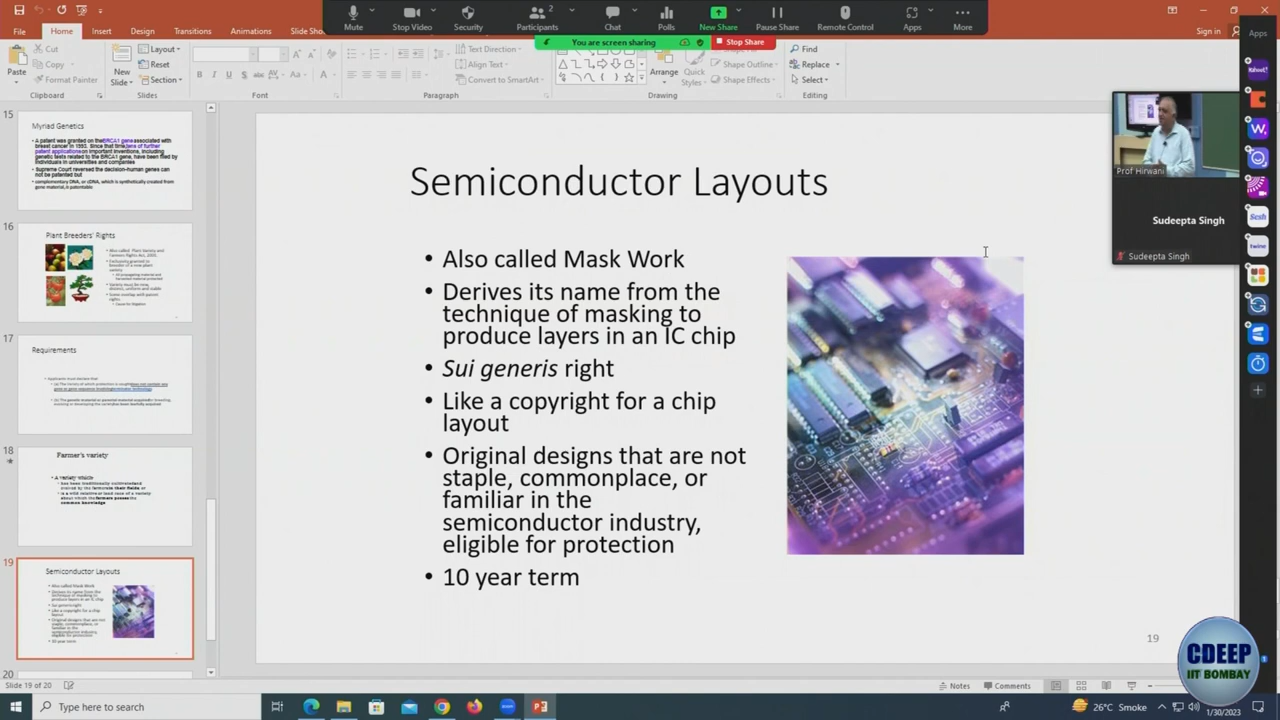 Mute
Stop Video
Security
Participants
2
Chat
Polls
New Share
Pause Share
Remote Control
Apps
More
Sign in
Apps
File
Home
Insert
Design
Transitions
Animations
Slide Sho
You are screen sharing
Stop Share
Paste
Cut
Copy
Format Painter
Clipboard
New
Slide
Layout
Reset
Section
Slides
Font
Text Direction
Align Text
Convert to SmartArt
Paragraph
Arrange
Quick
Styles
Shape Outline
Shape Effects
Drawing
Find
Replace
Select
Editing
15
Myriad Genetics
16
Plant Breeders' Rights
17
Requirements
18
Farmer's variety
19
Semiconductor Layouts
20
Semiconductor Layouts
• Also called Mask Work
• Derives its name from the
technique of masking to
produce layers in an IC chip
• Sui generis right
• Like a copyright for a chip
layout
• Original designs that are not
staple, commonplace, or
familiar in the
semiconductor industry,
eligible for protection
• 10 year term
19
Prof Hirwani
Sudeepta Singh
Sudeepta Singh
CDEEP
IIT BOMBAY
Slide 19 of 20
Notes
Comments
Type here to search
26°C Smoke
1/30/2023